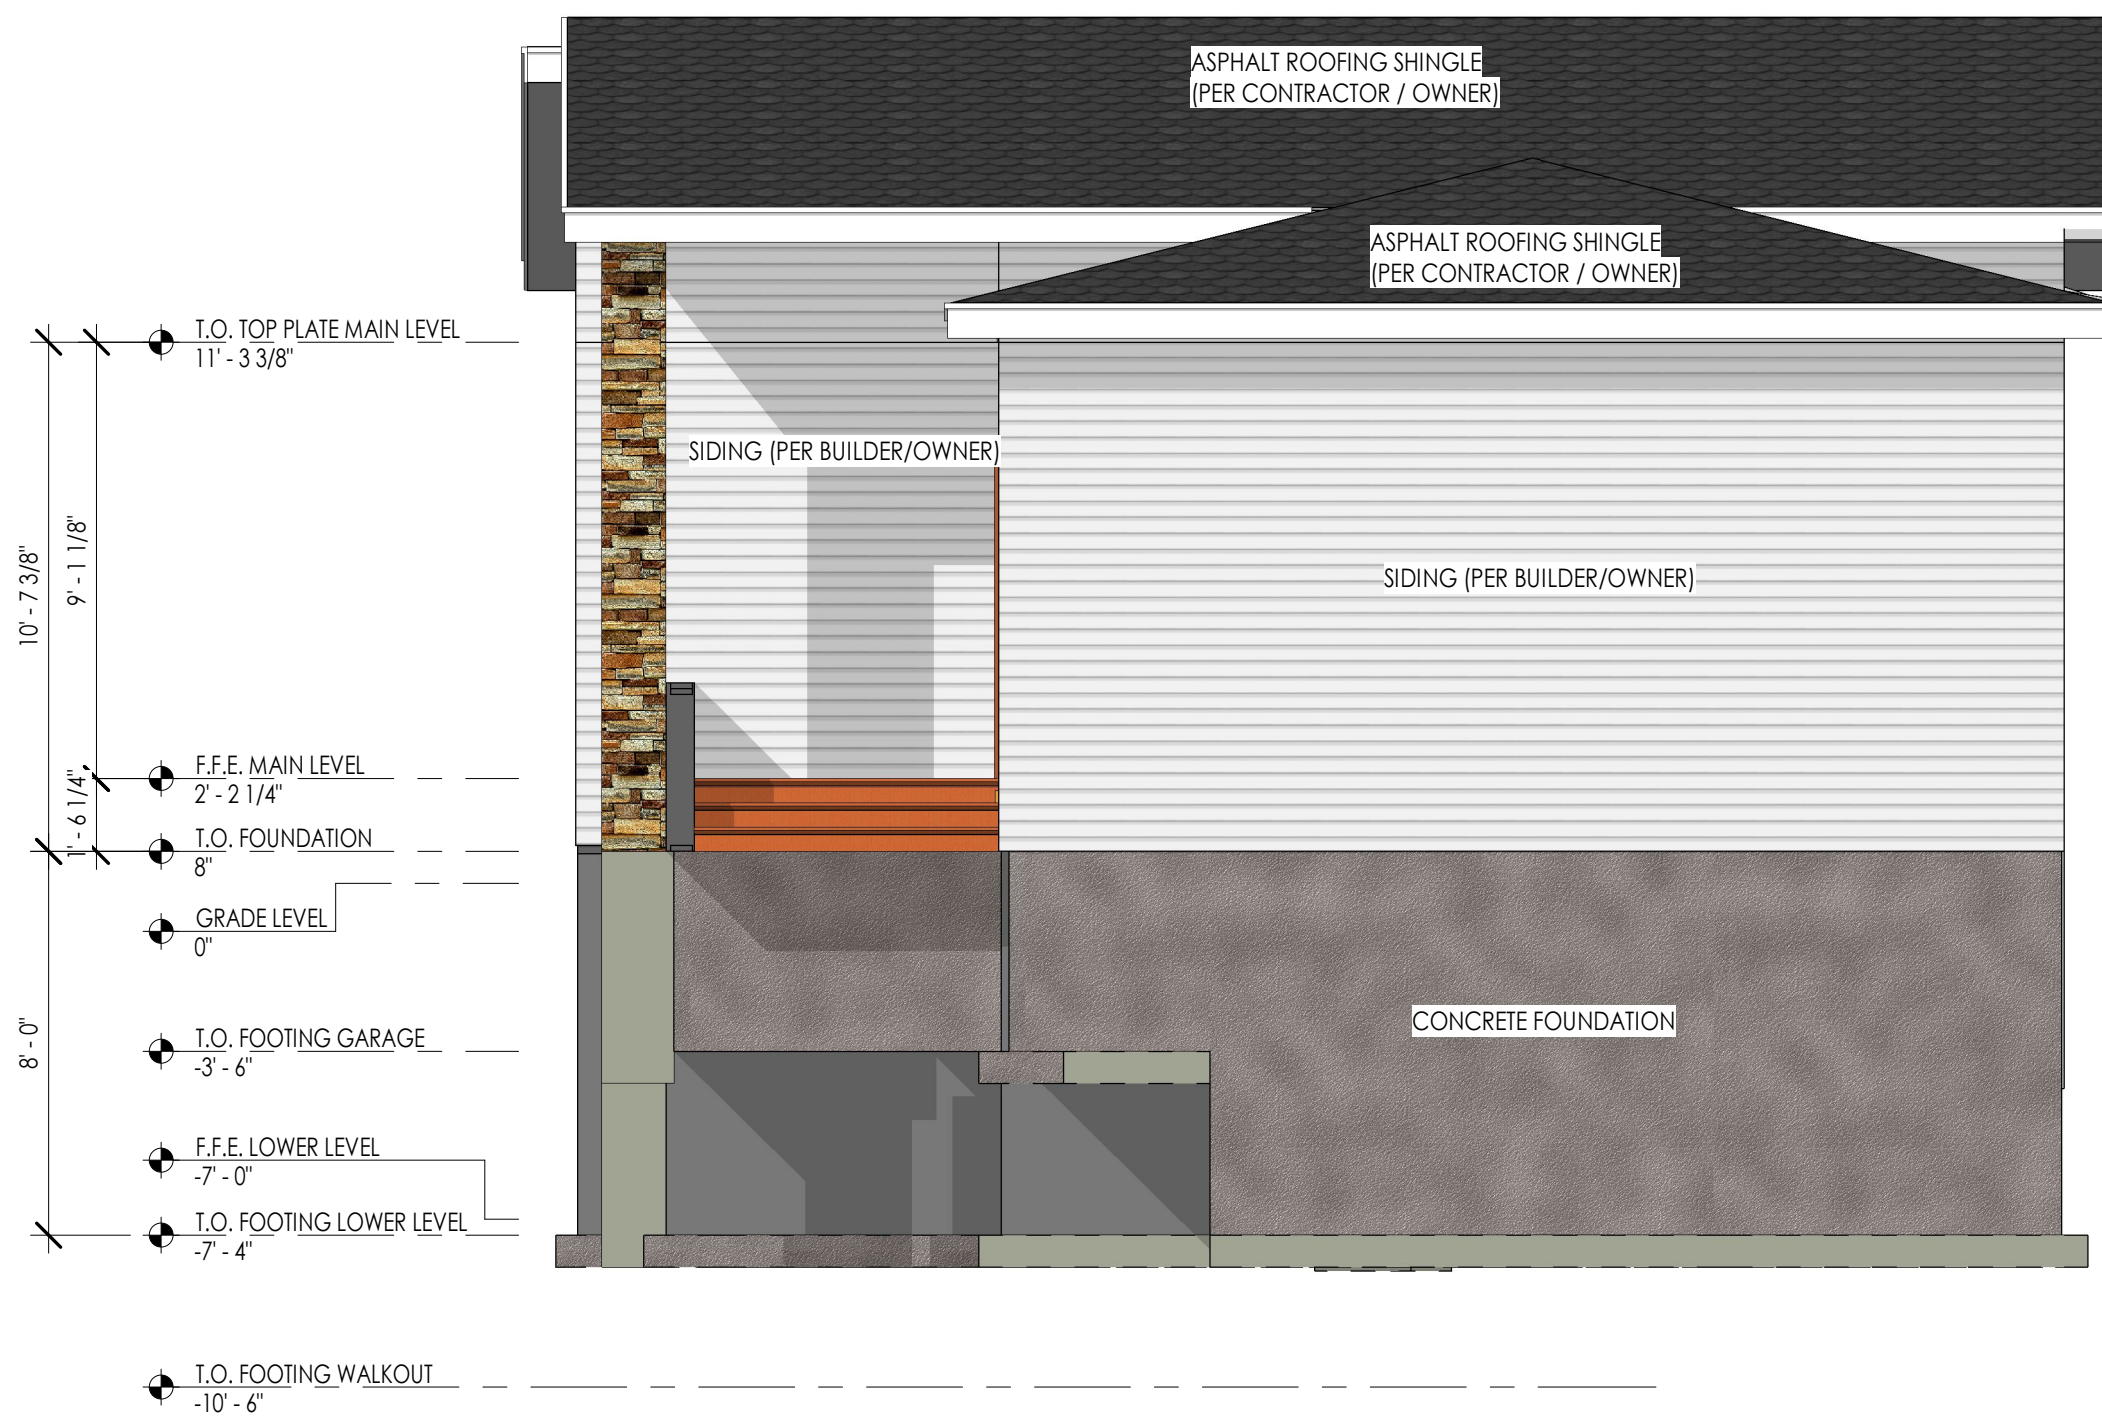 ASPHALT ROOFING SHINGLE
(PER CONTRACTOR / OWNER)
ASPHALT ROOFING SHINGLE
(PER CONTRACTOR / OWNER)
T.O. TOP PLATE MAIN LEVEL
11' - 3 3/8"
SIDING (PER BUILDER/OWNER)
9' - 1 1/8"
10' - 7 3/8"
SIDING (PER BUILDER/OWNER)
F.F.E. MAIN LEVEL
2' - 2 1/4"
1' - 6 1/4"
T.O. FOUNDATION
8"
GRADE LEVEL
0"
CONCRETE FOUNDATION
8' - 0"
T.O. FOOTING GARAGE
-3' - 6"
F.F.E. LOWER LEVEL
-7' - 0"
T.O. FOOTING LOWER LEVEL
-7' - 4"
T.O. FOOTING WALKOUT
-10' - 6"